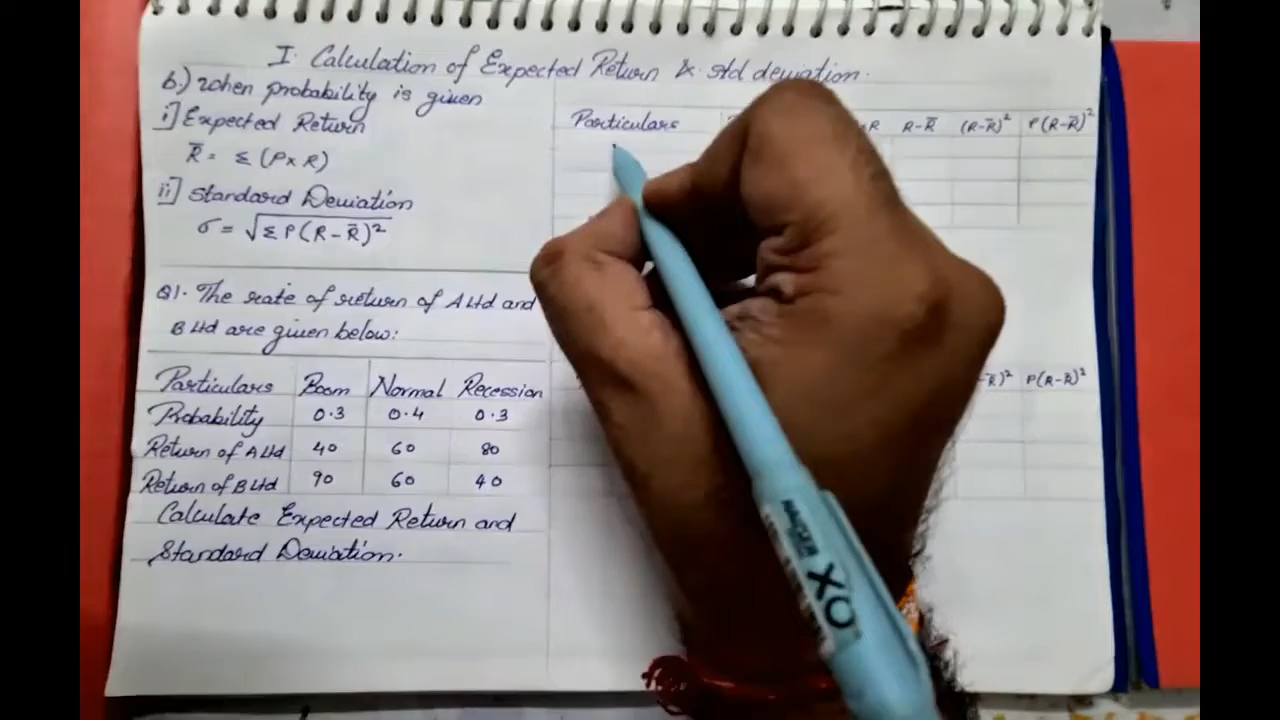 I. Calculation of Expected Return & Std deviation.
b.) when probability is given
i] Expected Return
R̄ = Σ (P×R)
ii] Standard Deviation
σ = √Σ P(R-R̄)²
Q1. The rate of return of A Ltd and
B Ltd are given below:
Particulars Boom Normal Recession
Probability 0.3 0.4 0.3
Return of A Ltd 40 60 80
Return of B Ltd 90 60 40
Calculate Expected Return and
Standard Deviation.
Particulars R R-R̄ (R-R̄)² P(R-R̄)²
R̄)² P(R-R̄)²
HAUSER
XO